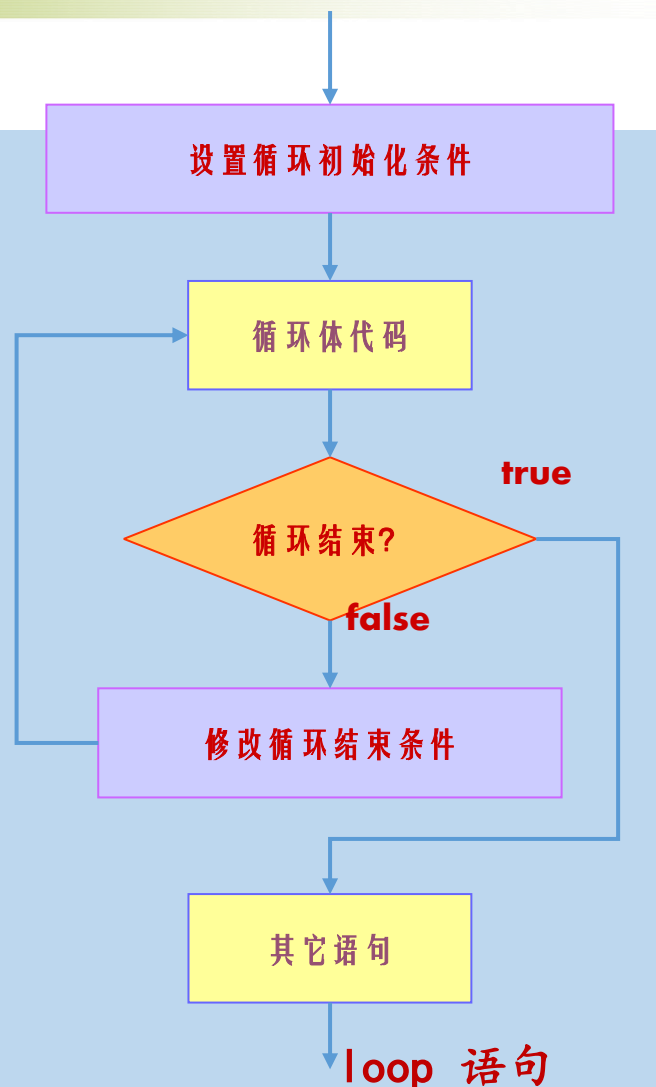 设置循环初始化条件
循环体代码
true
循环结束?
false
修改循环结束条件
其它语句
loop 语句